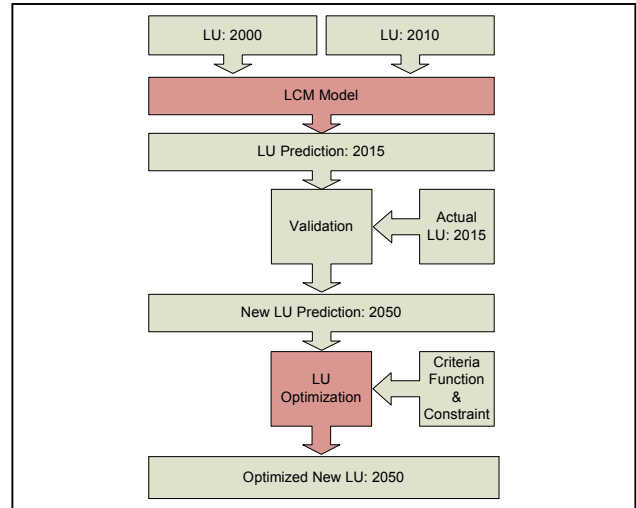 LU: 2000
LU: 2010
LCM Model
LU Prediction: 2015
Validation
Actual
LU: 2015
New LU Prediction: 2050
LU
Optimization
Criteria
Function
&
Constraint
Optimized New LU: 2050